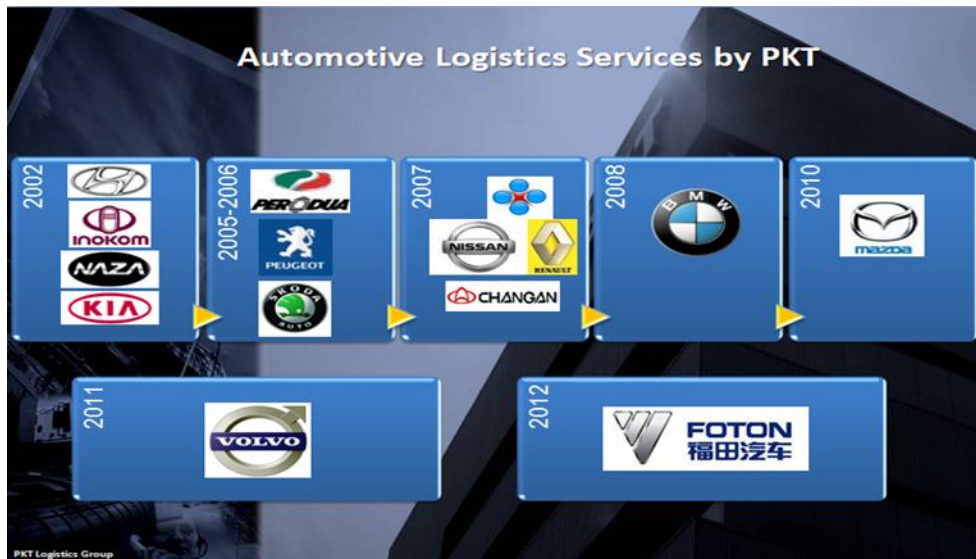 Automotive Logistics Services by PKT
2002
INOKOM
NAZA
KIA
2005-2006
PERODUA
PEUGEOT
SKODA
AUTO
2007
NISSAN
RENAULT
CHANGAN
2008
BMW
2010
mazda
2011
VOLVO
2012
FOTON
福田汽车
PKT Logistics Group